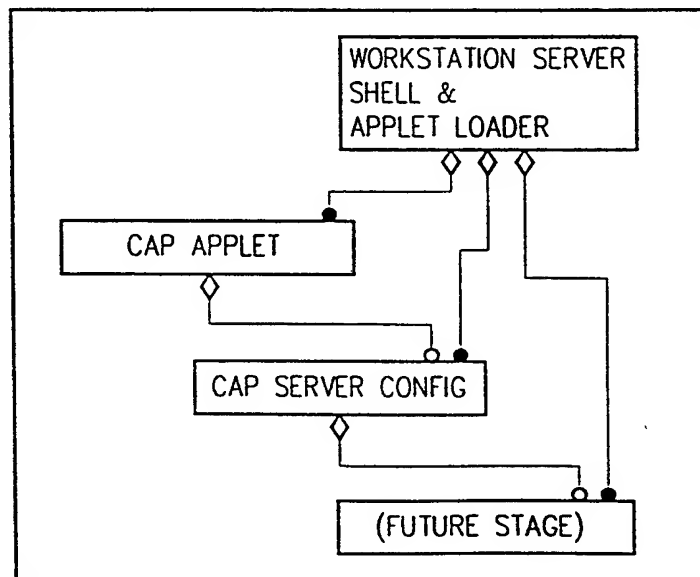 WORKSTATION SERVER
SHELL &
APPLET LOADER
CAP APPLET
CAP SERVER CONFIG
(FUTURE STAGE)